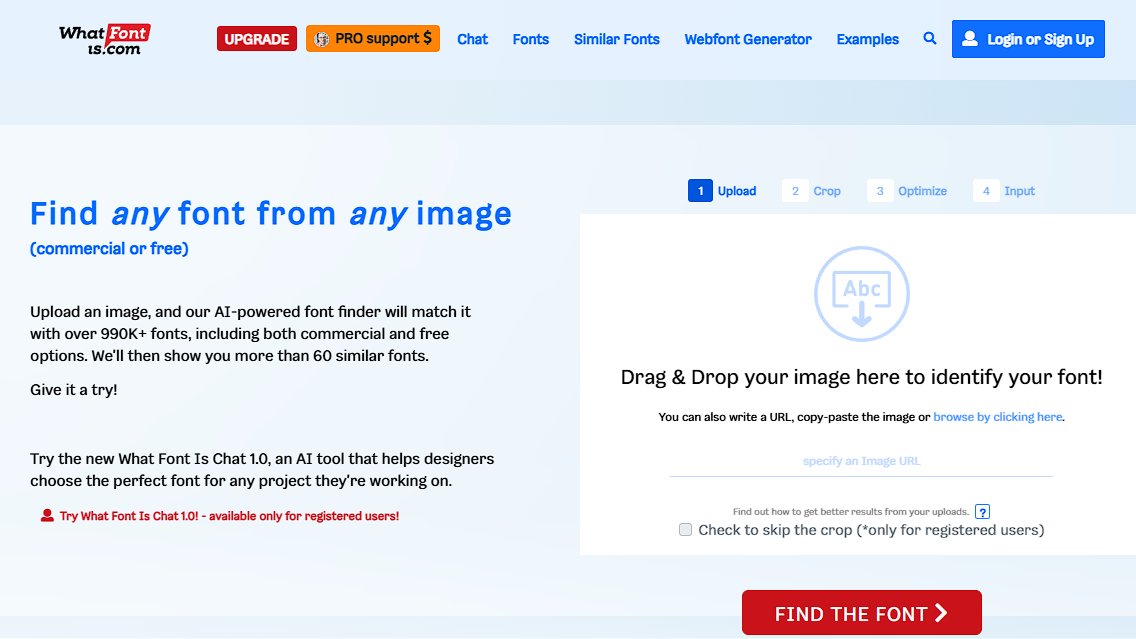 What Font
is.com
UPGRADE
PRO support $
Chat
Fonts
Similar Fonts
Webfont Generator
Examples
Login or Sign Up
Find any font from any image
(commercial or free)
Upload an image, and our AI-powered font finder will match it
with over 990K+ fonts, including both commercial and free
options. We'll then show you more than 60 similar fonts.
Give it a try!
Try the new What Font Is Chat 1.0, an AI tool that helps designers
choose the perfect font for any project they're working on.
Try What Font Is Chat 1.0! - available only for registered users!
1 Upload
2 Crop
3 Optimize
4 Input
Abc
Drag & Drop your image here to identify your font!
You can also write a URL, copy-paste the image or browse by clicking here.
specify an Image URL
Find out how to get better results from your uploads. ?
Check to skip the crop (*only for registered users)
FIND THE FONT